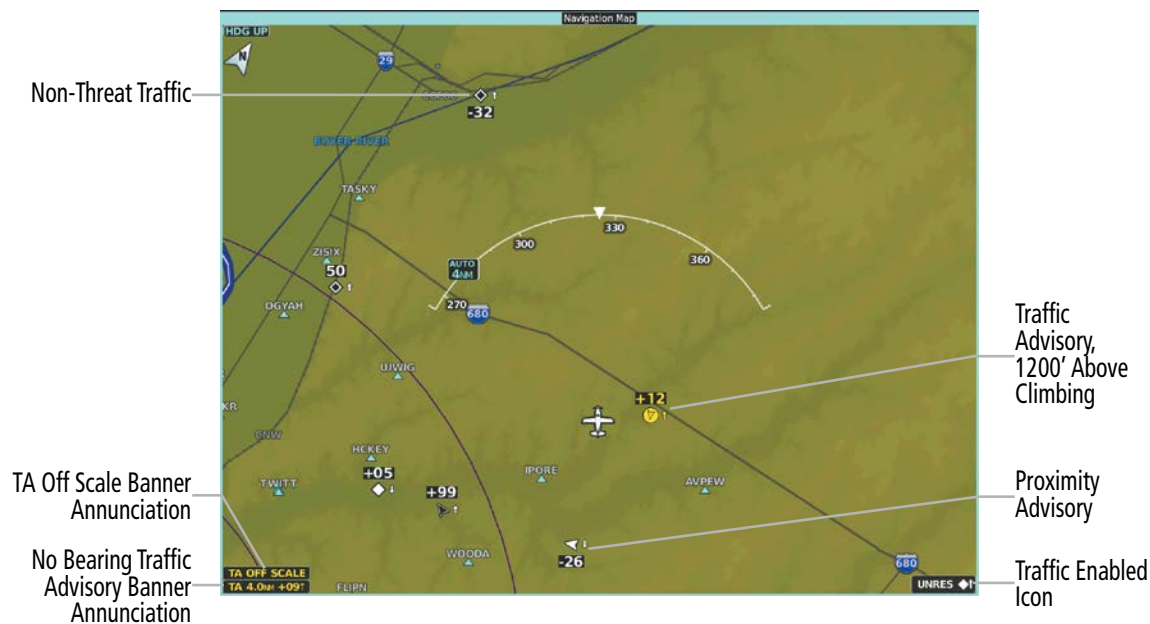 Navigation Map
HDG UP
N
29
Non-Threat Traffic
-32
BOYER RIVER
TASKY
330
300
ZISIX
360
50
AUTO
4NM
270
OGYAH
680
Traffic
Advisory,
1200' Above
Climbing
UJWIG
+12
KR
CNW
HCKEY
+05
IPORE
TWITT
AVPEW
TA Off Scale Banner
Annunciation
+99
Proximity
Advisory
WOODA
-26
680
No Bearing Traffic
Advisory Banner
Annunciation
TA OFF SCALE
TA 4.0NM +09↑
FLIPN
UNRES
Traffic Enabled
Icon